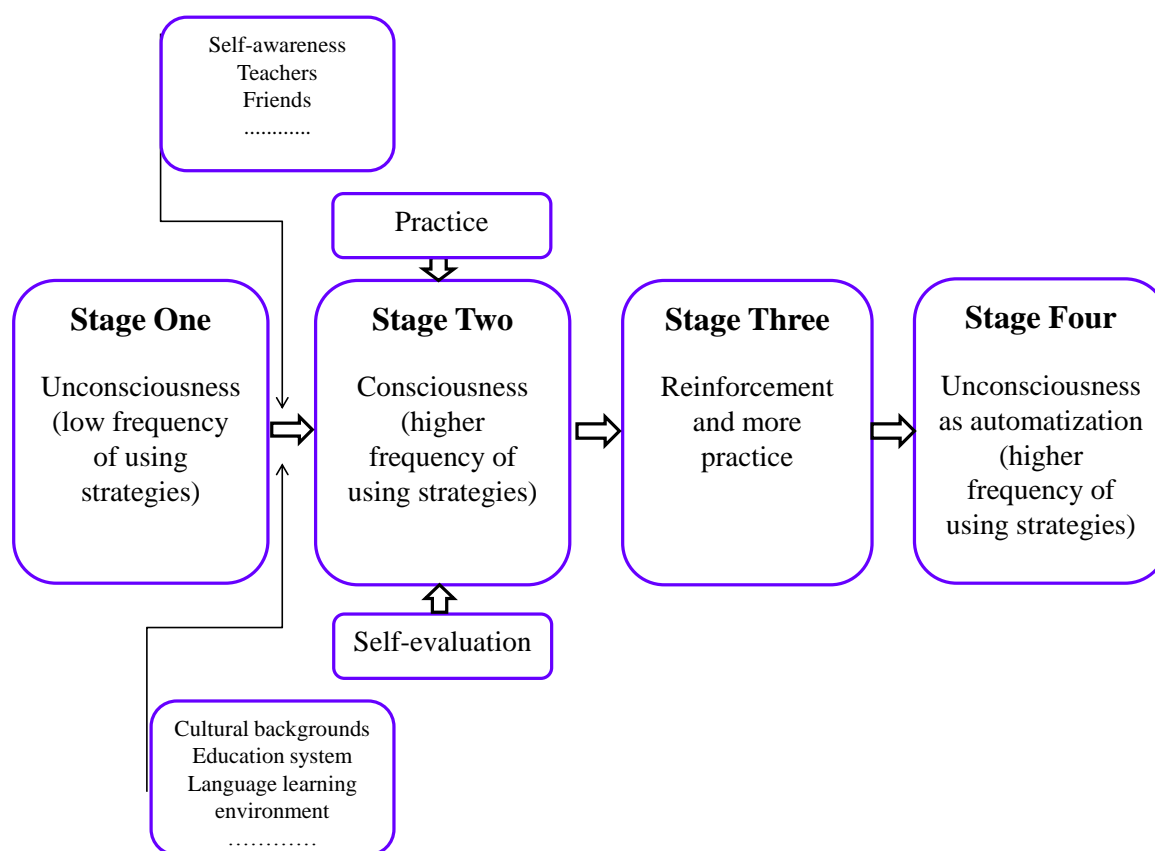 Self-awareness
Teachers
Friends
............
Practice
Stage One
Unconsciousness
(low frequency
of using
strategies)
Stage Two
Consciousness
(higher
frequency of
using strategies)
Stage Three
Reinforcement
and more
practice
Stage Four
Unconsciousness
as automatization
(higher
frequency of
using strategies)
Self-evaluation
Cultural backgrounds
Education system
Language learning
environment
…………